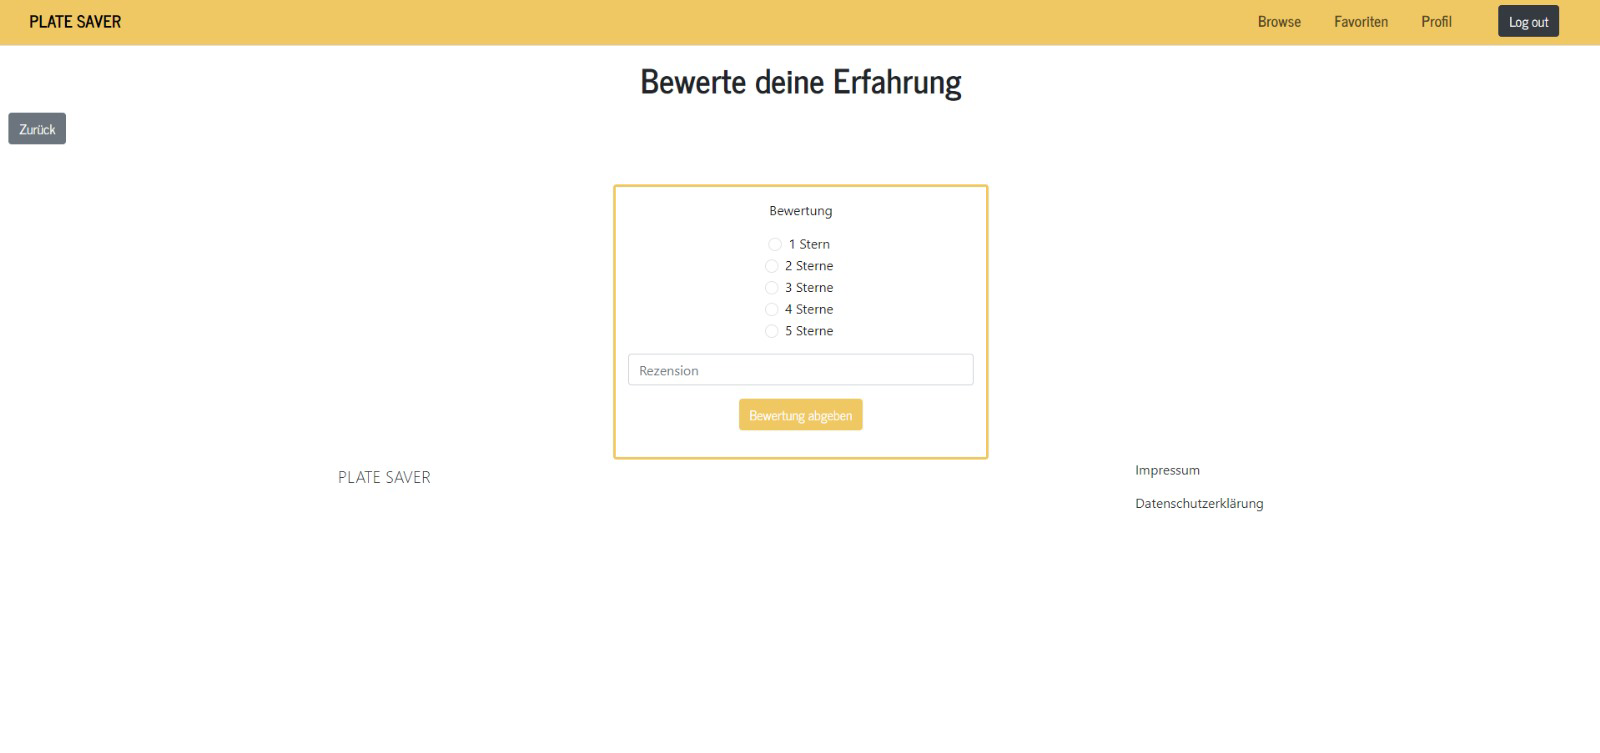 PLATE SAVER
Browse Favoriten Profil Log out
Bewerte deine Erfahrung
Zurück
Bewertung
1 Stern
2 Sterne
3 Sterne
4 Sterne
5 Sterne
Rezension
Bewertung abgeben
PLATE SAVER
Impressum
Datenschutzerklärung